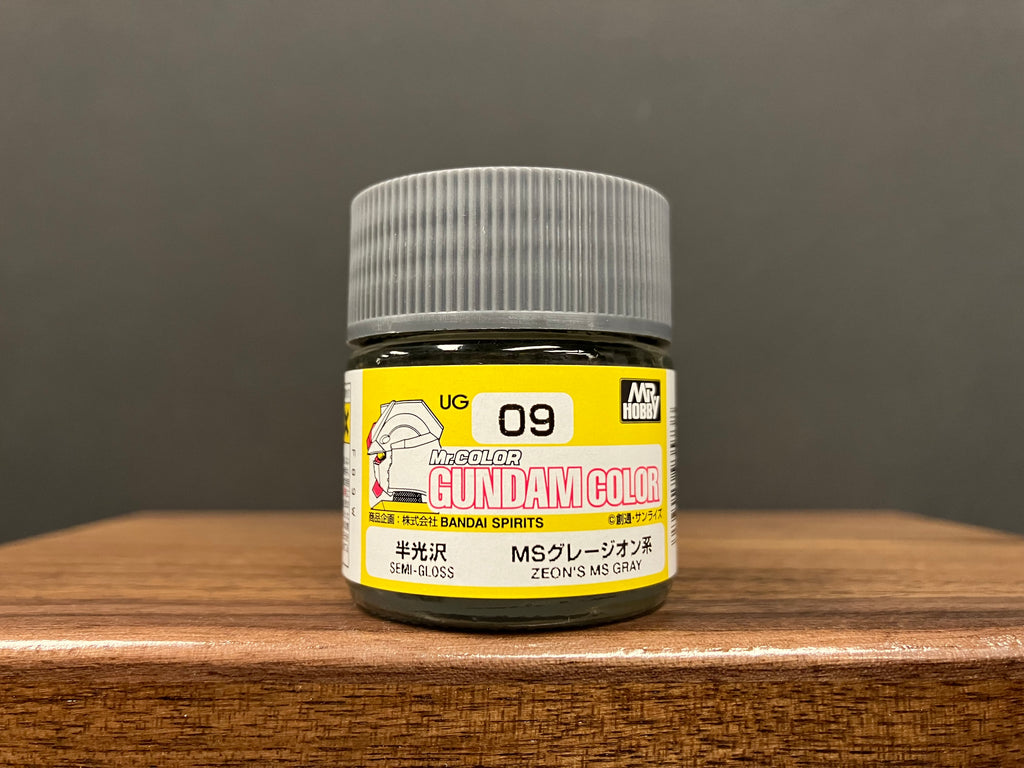 UG 09
MR HOBBY
Mr.COLOR
GUNDAM COLOR
商品企画：株式会社 BANDAI SPIRITS ©創通・サンライズ
半光沢 MSグレージオン系
SEMI-GLOSS ZEON'S MS GRAY